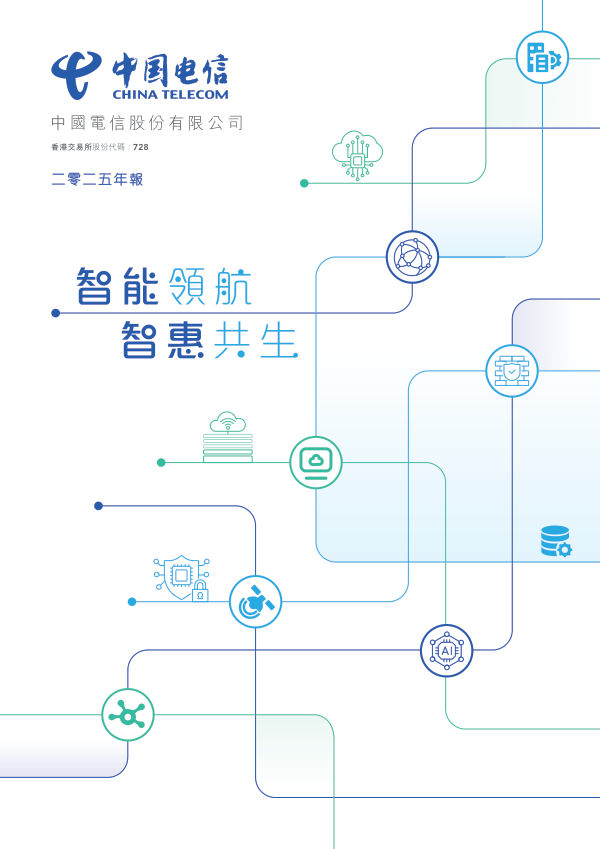 中国电信
CHINA TELECOM
中國電信股份有限公司
香港交易所股份代碼：728
二零二五年報
智能領航
智惠共生
AI